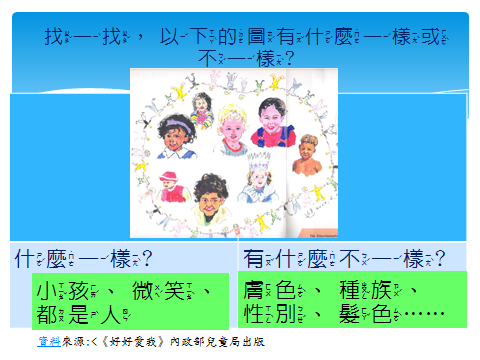 找一找，以下的圖有什麼一樣或
不一樣？
什麼一樣？
有什麼不一樣？
小孩、微笑、
都是人
膚色、種族、
性別、髮色……
資料來源:<《好好愛我》內政部兒童局出版